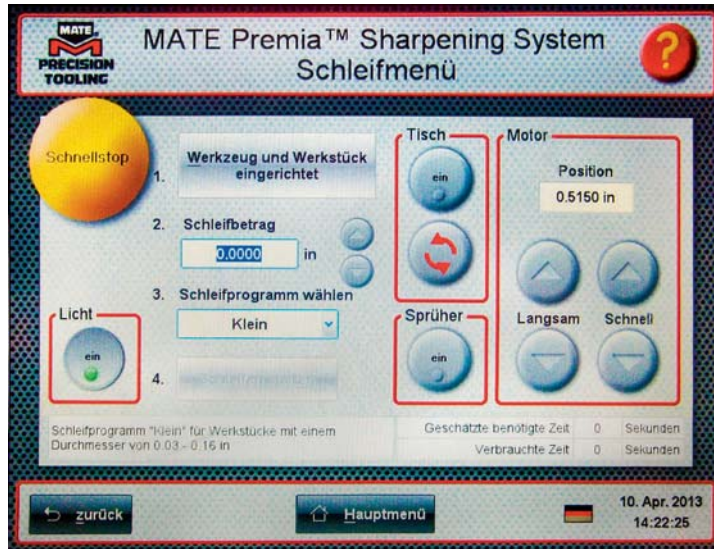 MATE
PRECISION
TOOLING
MATE Premia™ Sharpening System
Schleifmenü
?
Schnellstop
1.
Werkzeug und Werkstück
eingerichtet
2. Schleifbetrag
0.0000 in
3. Schleifprogramm wählen
Klein
4.
Licht
ein
Tisch
ein
Sprüher
ein
Motor
Position
0.5150 in
Langsam Schnell
Schleifprogramm "Klein" für Werkstücke mit einem
Durchmesser von 0.03 - 0.16 in
Geschätzte benötigte Zeit 0 Sekunden
Verbrauchte Zeit 0 Sekunden
zurück
Hauptmenü
10. Apr. 2013
14:22:25